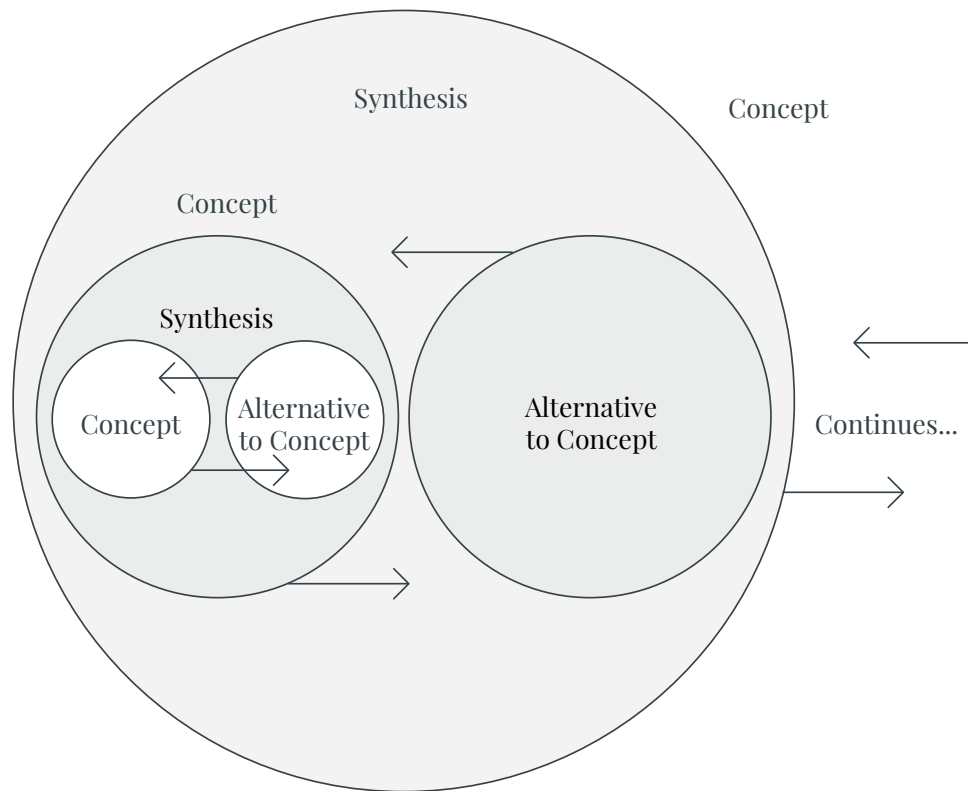 Synthesis
Concept
Concept
Synthesis
Concept
Alternative
to Concept
Alternative
to Concept
Continues...